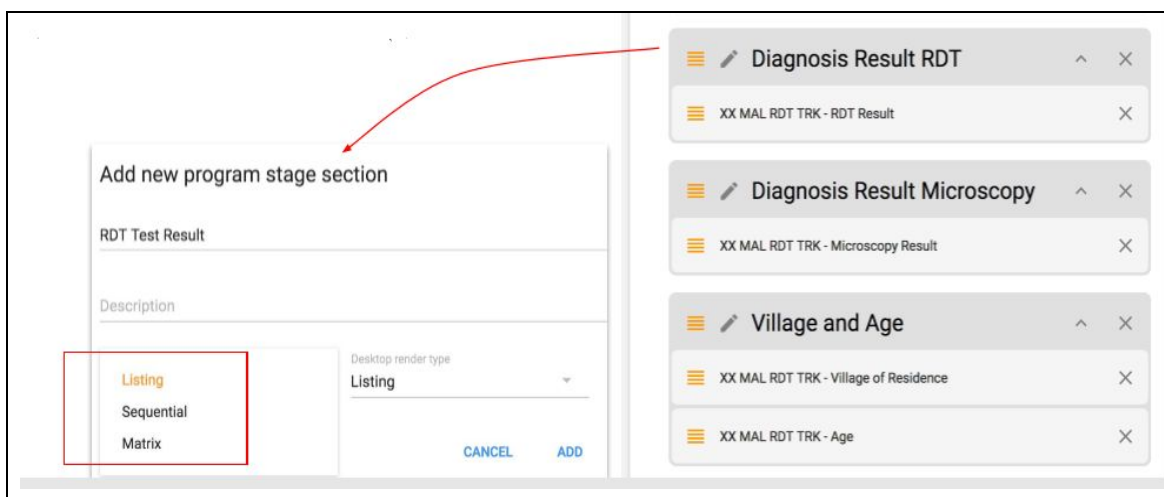 Add new program stage section
RDT Test Result
Description
Listing
Sequential
Matrix
Desktop render type
Listing
CANCEL ADD
Diagnosis Result RDT
XX MAL RDT TRK - RDT Result
Diagnosis Result Microscopy
XX MAL RDT TRK - Microscopy Result
Village and Age
XX MAL RDT TRK - Village of Residence
XX MAL RDT TRK - Age